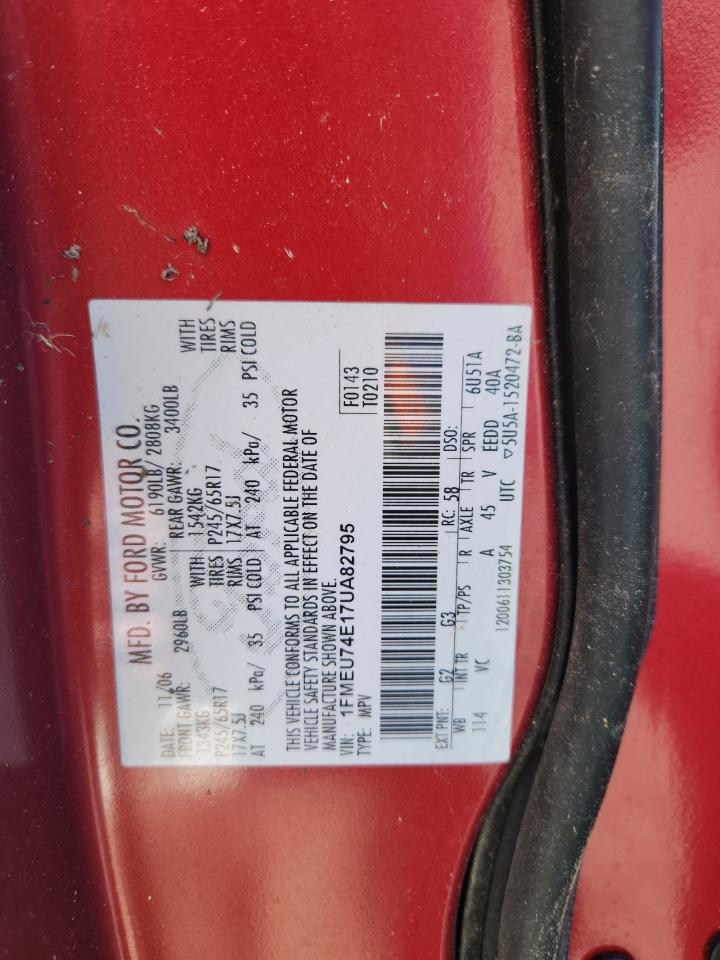 MFD. BY FORD MOTOR CO.
DATE: 11/06 GVWR: 6190LB/ 2808KG
FRONT GAWR: 2960LB REAR GAWR: 3400LB
1343KG WITH 1542KG WITH
P245/65R17 TIRES P245/65R17 TIRES
17X7.5J RIMS 17X7.5J RIMS
AT 240 kPa/ 35 PSI COLD AT 240 kPa/ 35 PSI COLD
THIS VEHICLE CONFORMS TO ALL APPLICABLE FEDERAL MOTOR
VEHICLE SAFETY STANDARDS IN EFFECT ON THE DATE OF
MANUFACTURE SHOWN ABOVE.
VIN: 1FMEU74E17UA82795 F0143
TYPE: MPV T0210
EXT PNT: G2 G3 RC: 58 DSO:
WB INT TR TP/PS R AXLE TR SPR 6U51A
114 VC A 45 V EEDD 40A
1200611303754 UTC ▽5U5A-1520472-BA